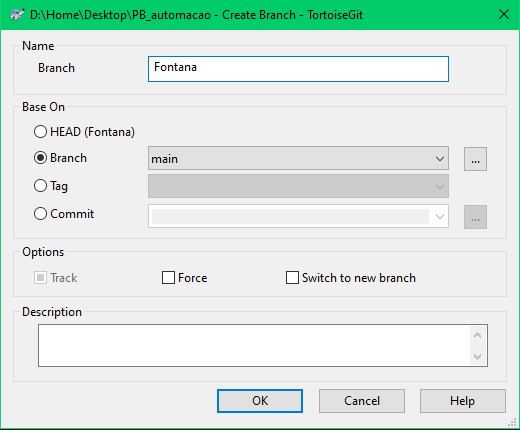 D:\Home\Desktop\PB_automacao - Create Branch - TortoiseGit
Name
Branch Fontana
Base On
HEAD (Fontana)
Branch main ...
Tag
Commit ...
Options
Track Force Switch to new branch
Description
OK Cancel Help